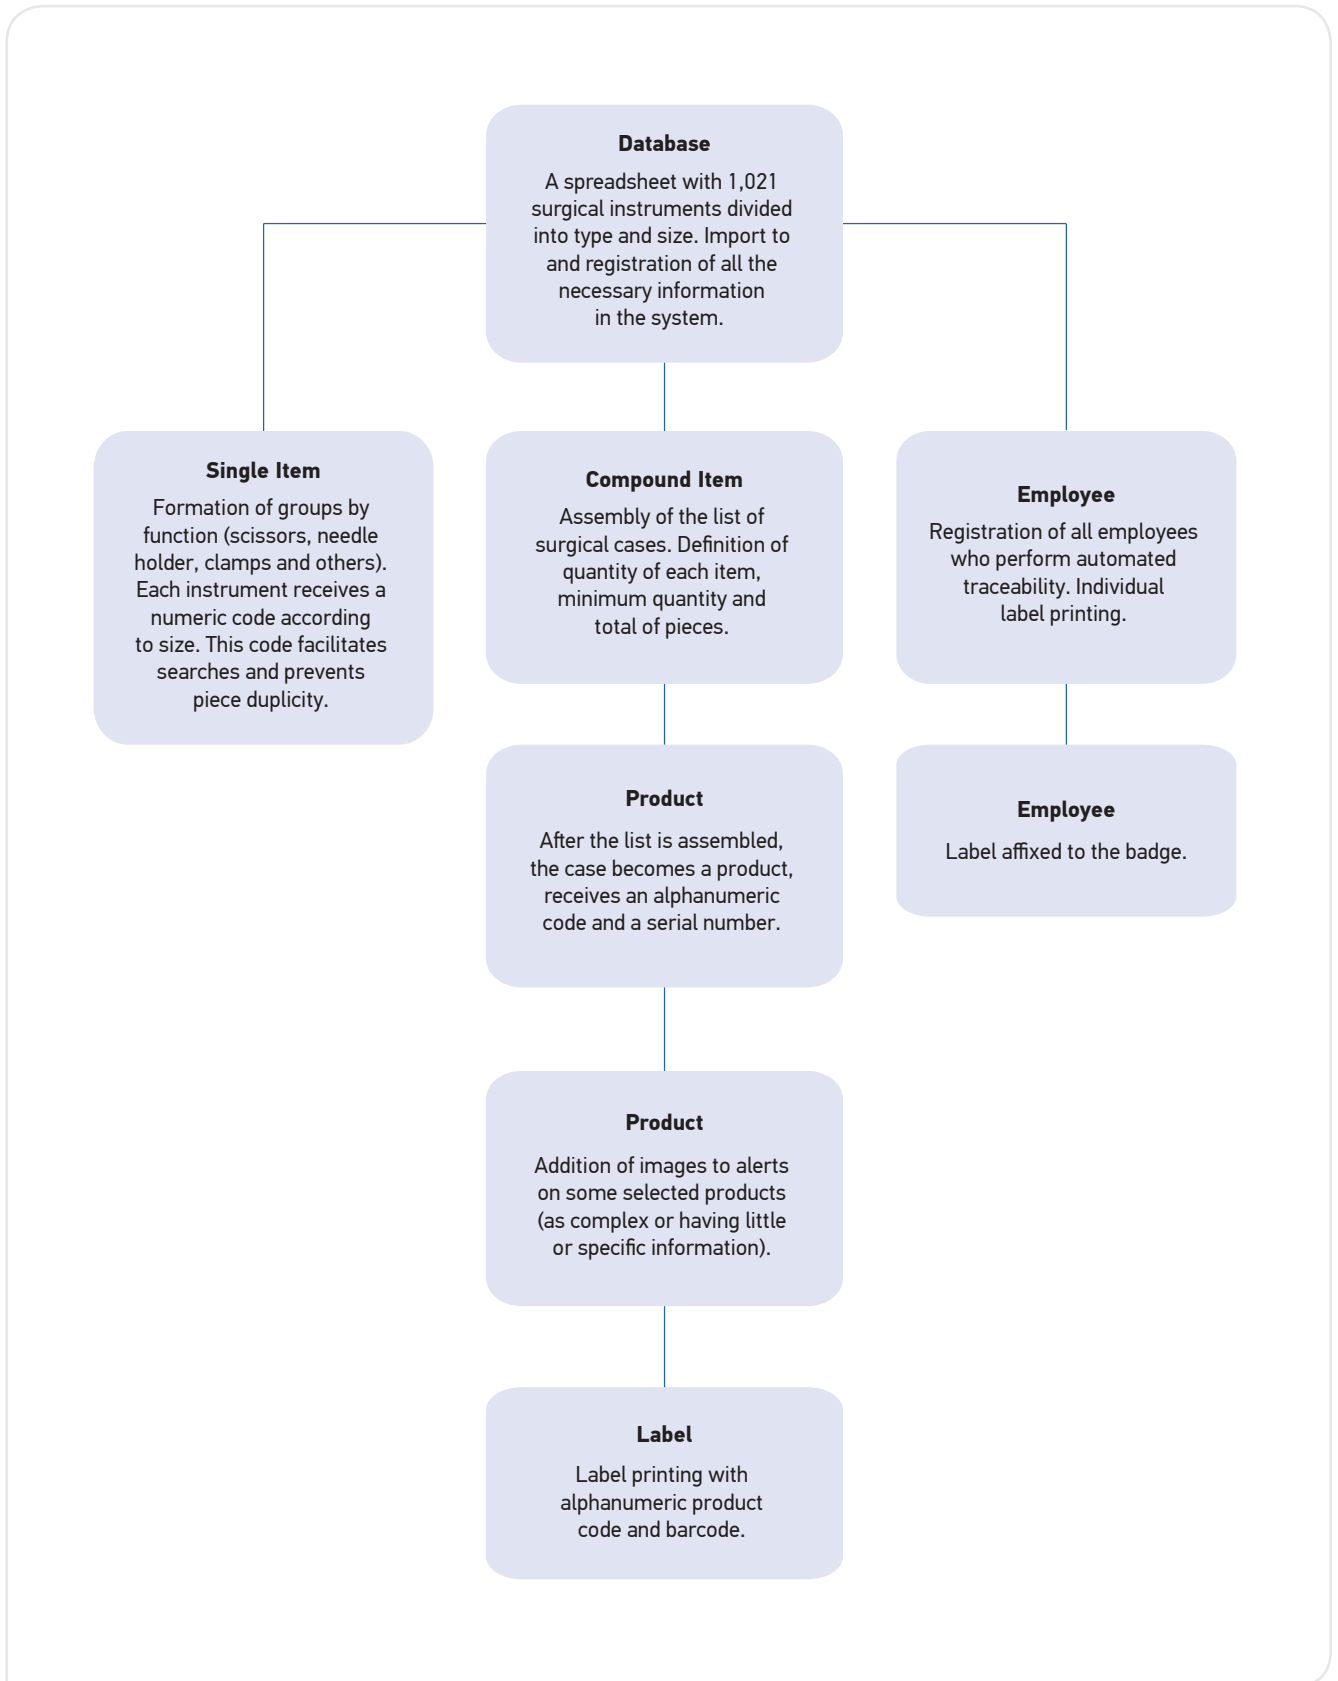 Database
A spreadsheet with 1,021
surgical instruments divided
into type and size. Import to
and registration of all the
necessary information
in the system.
Single Item
Formation of groups by
function (scissors, needle
holder, clamps and others).
Each instrument receives a
numeric code according
to size. This code facilitates
searches and prevents
piece duplicity.
Compound Item
Assembly of the list of
surgical cases. Definition of
quantity of each item,
minimum quantity and
total of pieces.
Employee
Registration of all employees
who perform automated
traceability. Individual
label printing.
Product
After the list is assembled,
the case becomes a product,
receives an alphanumeric
code and a serial number.
Employee
Label affixed to the badge.
Product
Addition of images to alerts
on some selected products
(as complex or having little
or specific information).
Label
Label printing with
alphanumeric product
code and barcode.